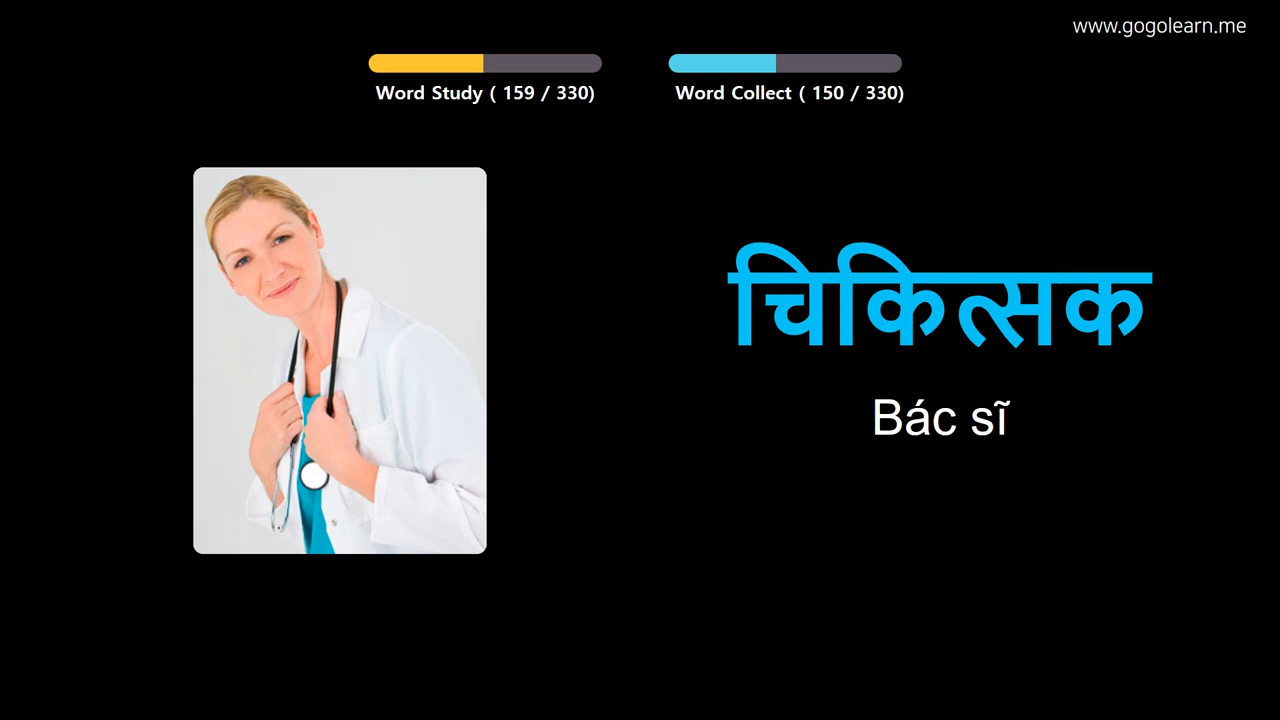 www.gogolearn.me
Word Study ( 159 / 330)
Word Collect ( 150 / 330)
चिकित्सक
Bác sĩ